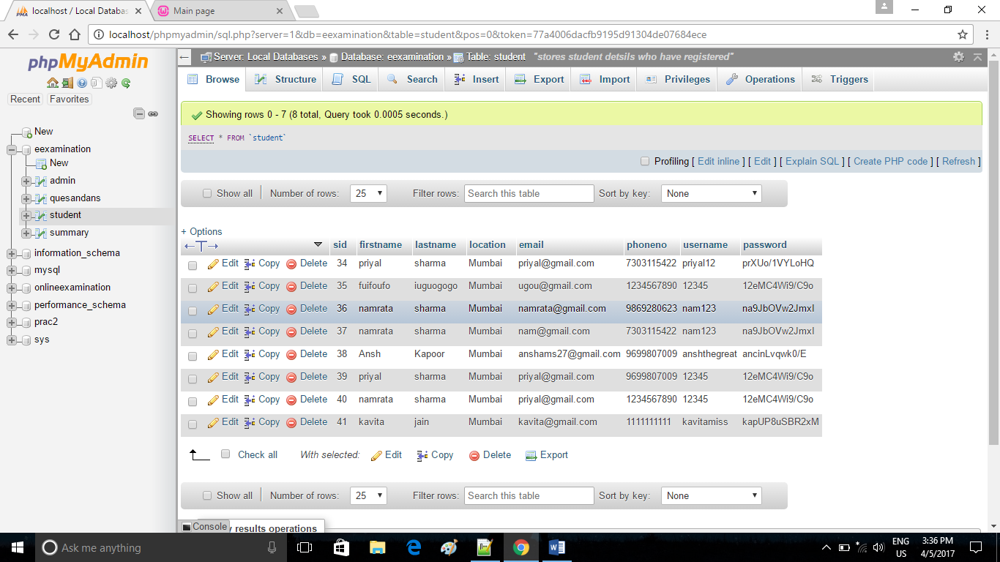 localhost / Local Databas
Main page
localhost/phpmyadmin/sql.php?server=1&db=eexamination&table=student&pos=0&token=77a4006dacfb9195d91304de07684ece
phpMyAdmin
Recent Favorites
New
eexamination
New
admin
quesandans
student
summary
information_schema
mysql
onlineexamination
performance_schema
prac2
sys
Server: Local Databases » Database: eexamination » Table: student "stores student detsils who have registered"
Browse Structure SQL Search Insert Export Import Privileges Operations Triggers
Showing rows 0 - 7 (8 total, Query took 0.0005 seconds.)
SELECT * FROM `student`
Profiling [ Edit inline ] [ Edit ] [ Explain SQL ] [ Create PHP code ] [ Refresh ]
Show all Number of rows: 25 Filter rows: Search this table Sort by key: None
+ Options
←T→ sid firstname lastname location email phoneno username password
Edit Copy Delete 34 priyal sharma Mumbai priyal@gmail.com 7303115422 priyal12 prXUo/1VYLoHQ
Edit Copy Delete 35 fuifoufo iuguogogo Mumbai ugou@gmail.com 1234567890 12345 12eMC4Wi9/C9o
Edit Copy Delete 36 namrata sharma Mumbai namrata@gmail.com 9869280623 nam123 na9JbOVw2JmxI
Edit Copy Delete 37 namrata sharma Mumbai nam@gmail.com 7303115422 nam123 na9JbOVw2JmxI
Edit Copy Delete 38 Ansh Kapoor Mumbai anshams27@gmail.com 9699807009 anshthegreat ancinLvqwk0/E
Edit Copy Delete 39 priyal sharma Mumbai priyal@gmail.com 9699807009 12345 12eMC4Wi9/C9o
Edit Copy Delete 40 namrata sharma Mumbai priyal@gmail.com 1234567890 12345 12eMC4Wi9/C9o
Edit Copy Delete 41 kavita jain Mumbai kavita@gmail.com 1111111111 kavitamiss kapUP8uSBR2xM
Check all With selected: Edit Copy Delete Export
Show all Number of rows: 25 Filter rows: Search this table Sort by key: None
Console
results operations
Ask me anything
ENG
US
3:36 PM
4/5/2017